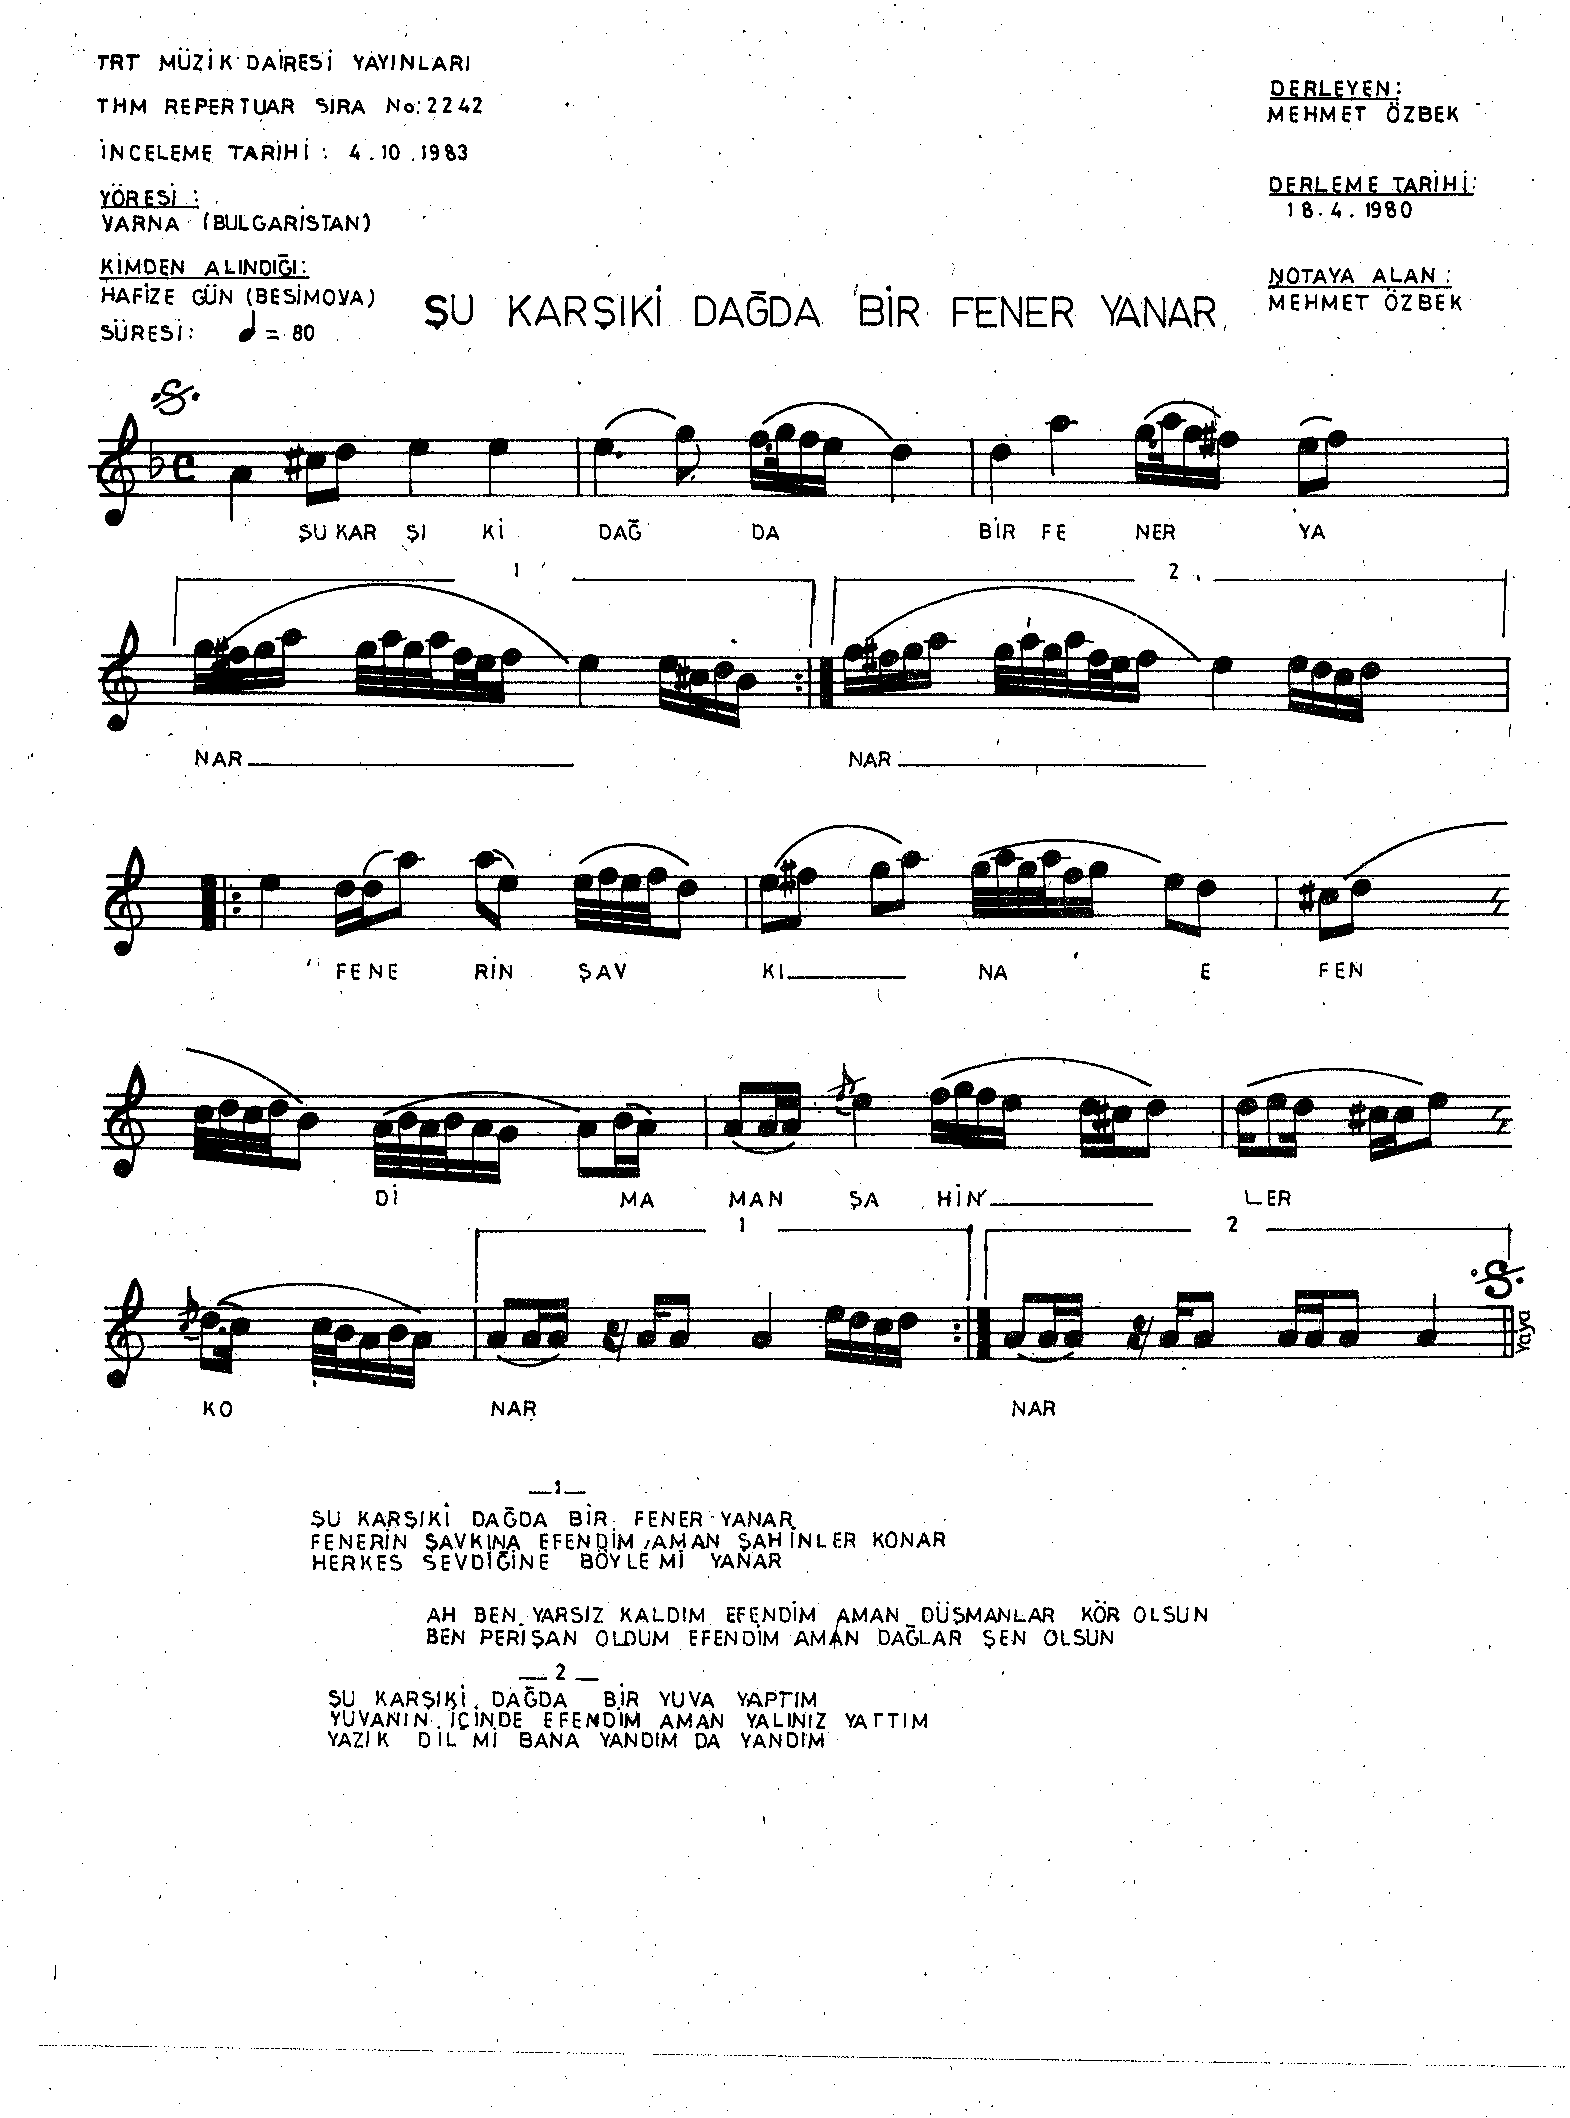 TRT MÜZİK DAİRESİ YAYINLARI
THM REPERTUAR SIRA No: 2242
İNCELEME TARİHİ : 4.10.1983
YÖRESİ :
VARNA (BULGARİSTAN)
KİMDEN ALINDIĞI:
HAFİZE GÜN (BESİMOVA)
SÜRESİ: ♩ = 80
DERLEYEN:
MEHMET ÖZBEK
DERLEME TARİHİ:
18.4.1980
NOTAYA ALAN :
MEHMET ÖZBEK
ŞU KARŞIKİ DAĞDA BİR FENER YANAR
ŞU KAR ŞI Kİ DAĞ DA BİR FE NER YA
1 2
NAR NAR
FENE RİN ŞAV KI NA E FEN
Dİ MA MAN ŞA HİN LER
1 2
KO NAR NAR
Yaya
1
ŞU KARŞIKİ DAĞDA BİR FENER YANAR
FENERİN ŞAVKINA EFENDİM AMAN ŞAHİNLER KONAR
HERKES SEVDİĞİNE BÖYLE Mİ YANAR
AH BEN YARSIZ KALDIM EFENDİM AMAN DÜŞMANLAR KÖR OLSUN
BEN PERİŞAN OLDUM EFENDİM AMAN DAĞLAR ŞEN OLSUN
2
ŞU KARŞIKİ DAĞDA BİR YUVA YAPTIM
YUVANIN İÇİNDE EFENDİM AMAN YALINIZ YATTIM
YAZIK DİL Mİ BANA YANDIM DA YANDIM